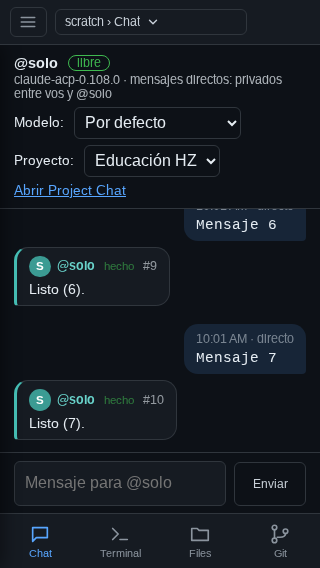 scratch › Chat
@solo libre
claude-acp-0.108.0 · mensajes directos: privados
entre vos y @solo
Modelo: Por defecto
Proyecto: Educación HZ
Abrir Project Chat
Mensaje 6
S @solo hecho #9
Listo (6).
10:01 AM · directo
Mensaje 7
S @solo hecho #10
Listo (7).
Mensaje para @solo Enviar
Chat Terminal Files Git